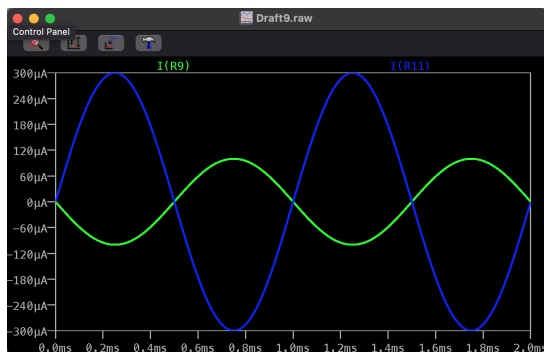 Draft9.raw
Control Panel
I(R9) I(R11)
300µA
240µA
180µA
120µA
60µA
0µA
-60µA
-120µA
-180µA
-240µA
-300µA
0.0ms 0.2ms 0.4ms 0.6ms 0.8ms 1.0ms 1.2ms 1.4ms 1.6ms 1.8ms 2.0ms